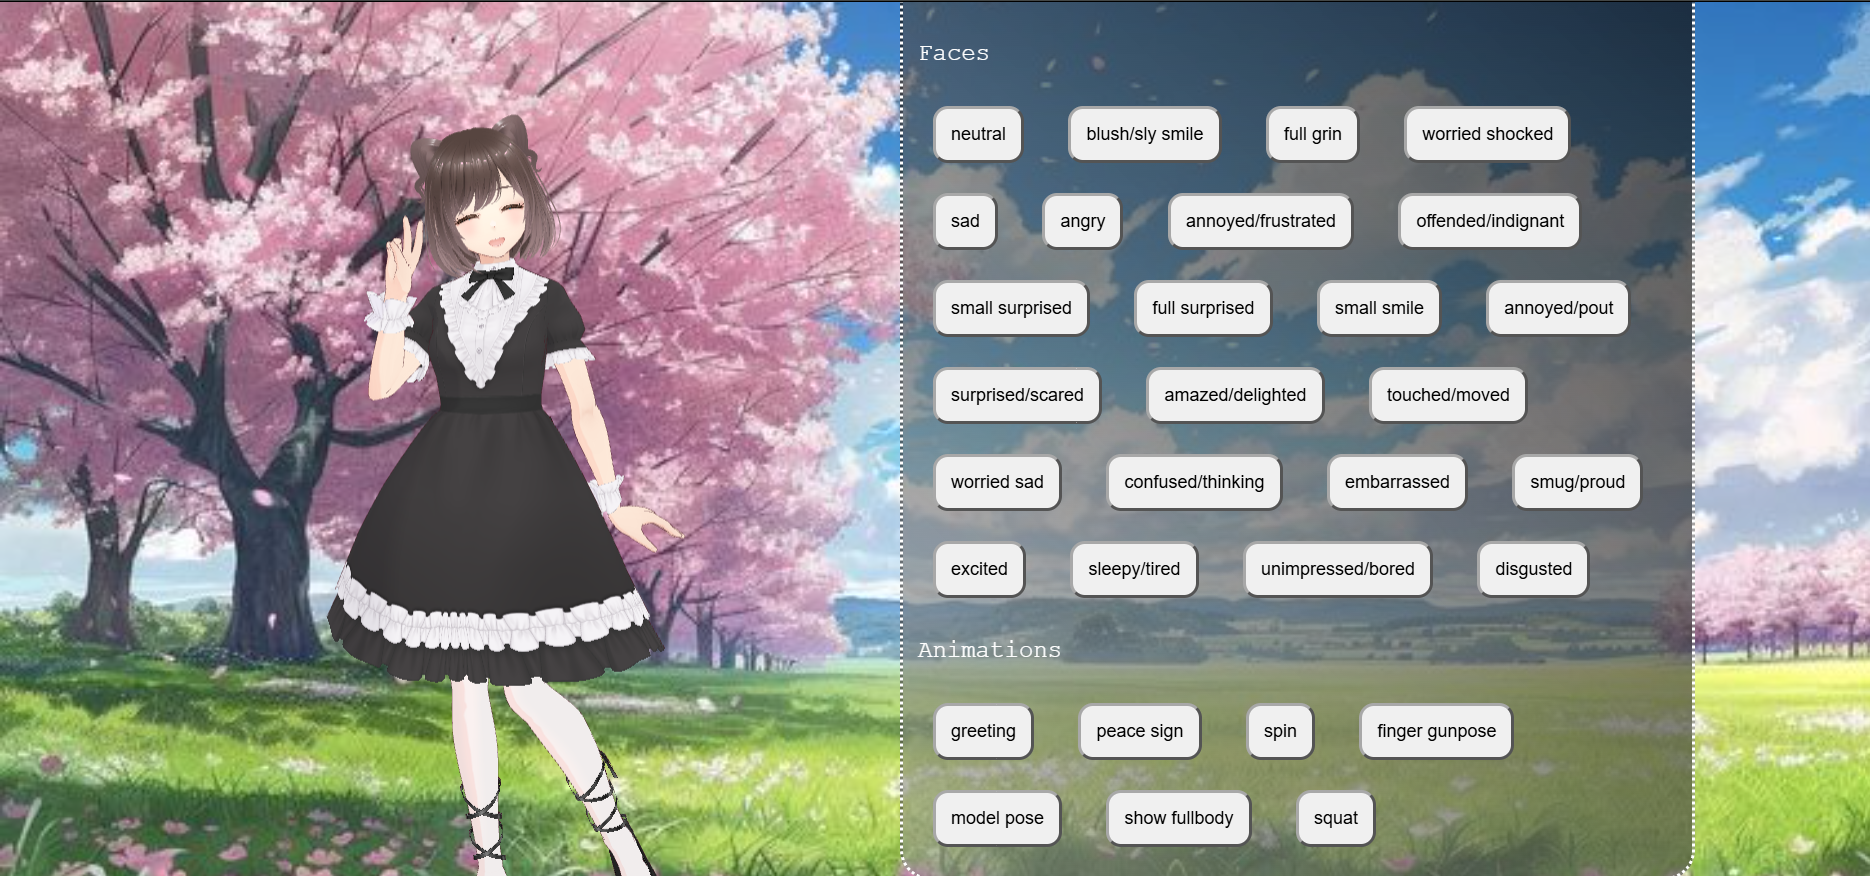 Faces
neutral blush/sly smile full grin worried shocked
sad angry annoyed/frustrated offended/indignant
small surprised full surprised small smile annoyed/pout
surprised/scared amazed/delighted touched/moved
worried sad confused/thinking embarrassed smug/proud
excited sleepy/tired unimpressed/bored disgusted
Animations
greeting peace sign spin finger gunpose
model pose show fullbody squat